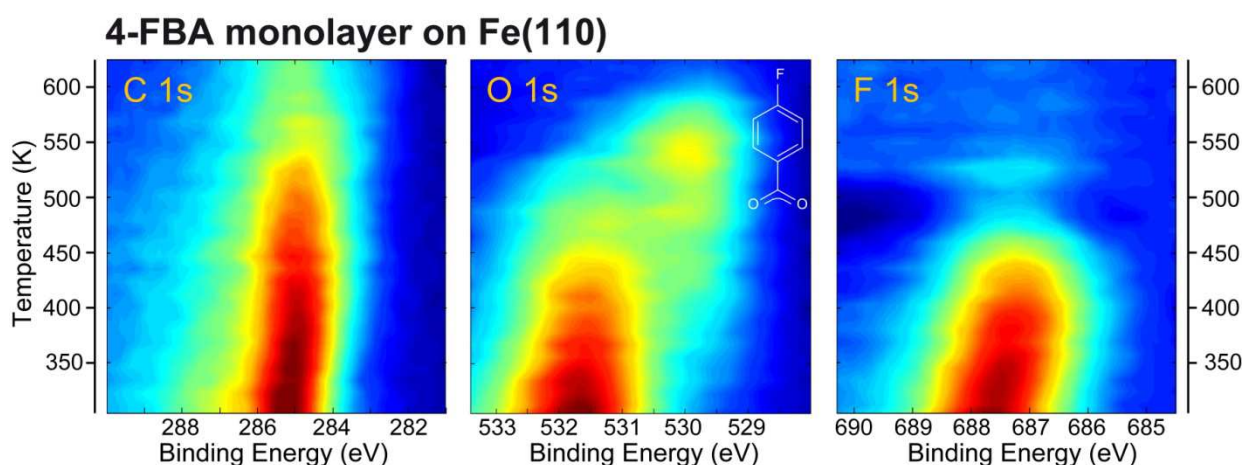 4-FBA monolayer on Fe(110)
C 1s
O 1s
F 1s
F
O O
Temperature (K)
600
550
500
450
400
350
600
550
500
450
400
350
288 286 284 282
533 532 531 530 529
690 689 688 687 686 685
Binding Energy (eV)
Binding Energy (eV)
Binding Energy (eV)